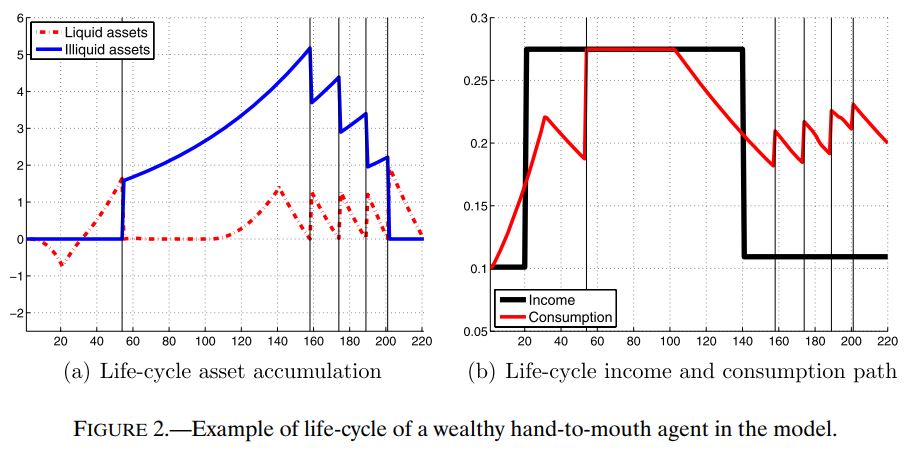 6
5
4
3
2
1
0
−1
−2
Liquid assets
Illiquid assets
20 40 60 80 100 120 140 160 180 200 220
(a) Life-cycle asset accumulation
0.3
0.25
0.2
0.15
0.1
0.05
Income
Consumption
20 40 60 80 100 120 140 160 180 200 220
(b) Life-cycle income and consumption path
FIGURE 2.—Example of life-cycle of a wealthy hand-to-mouth agent in the model.